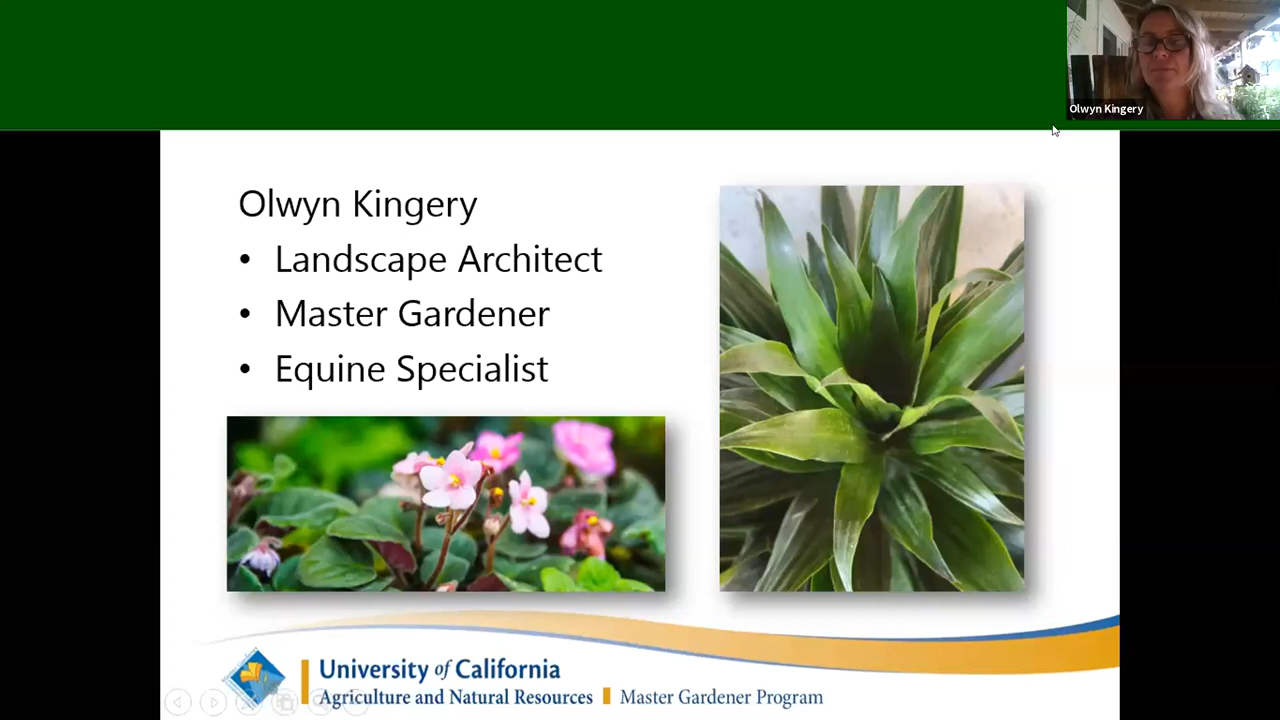 Olwyn Kingery
Olwyn Kingery
• Landscape Architect
• Master Gardener
• Equine Specialist
University of California
Agriculture and Natural Resources Master Gardener Program